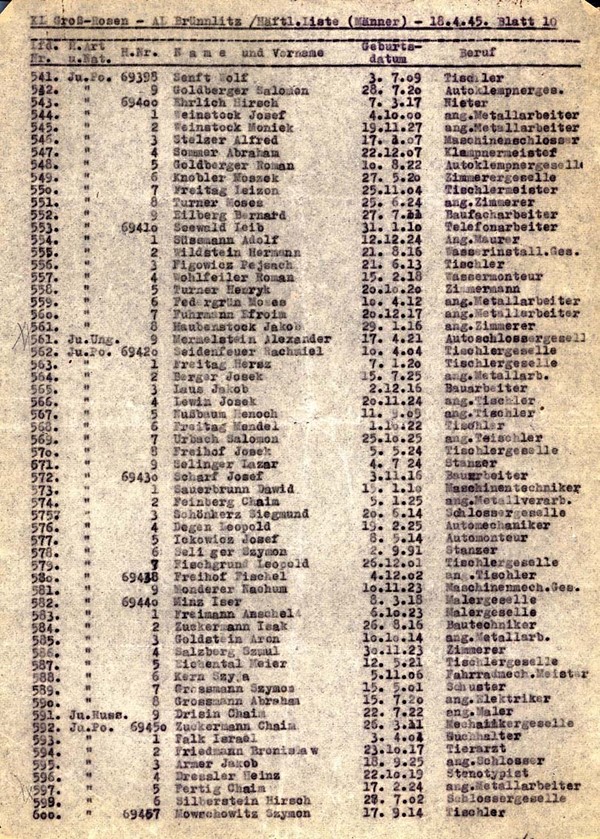 KL Groß-Rosen - AL Brünnlitz /Häftl.Liste (Männer) - 18.4.45. Blatt 10
Lfd. H.Art H.Nr. Name und Vorname Geburts- Beruf
Nr. u.Nat. datum
541. Ju.Po. 69398 Senft Wolf 3. 7.09 Tischler
542. " 9 Goldberger Salomon 28. 7.20 Autoklempnerges.
543. " 69400 Ehrlich Hirsch 7. 3.17 Nieter
544. " 1 Weinstock Josef 4.10.00 ang.Metallarbeiter
545. " 2 Weinstock Moniek 19.11.27 ang.Metallarbeiter
546. " 3 Stelzer Alfred Maschinenschlosser
547. " 4 Sommer Abraham 22.12.07 Klempnermeister
548. " 5 Goldberger Roman 10. 8.22 Autoklempnergeselle
549. " 6 Knobler Moszek 27. 5.20 Zimmerergeselle
550. " 7 Freitag Leizon 25.11.04 Tischlermeister
551. " 8 Turner Moses 25. 6.24 ang.Zimmerer
552. " 9 Eilberg Bernard 27. Baufacharbeiter
553. " 69410 Seewald Leib 31. 1.10 Telefonarbeiter
554. " 1 Süssmann Adolf 12.12.24 Ang.Maurer
555. " 2 Wildstein Hermann 21. 8.16 Wasserinstall.Ges.
556. " 3 Figowicz Pejsach 21. 6.13 Tischler
557. " 4 Wohlfeiler Roman 15. 2.18 Wassermonteur
558. " 5 Turner Henryk 20.10.20 Zimmermann
559. " 6 Federgrün Moses 10. 4.12 ang.Metallarbeiter
560. " 7 Fuhrmann Efroim 20.12.17 ang.Metallarbeiter
561. " 8 Haubenstock Jakob 29. 1.16 ang.Zimmerer
561. Ju.Ung. 9 Mermelstein Alexander 17. 4.21 Autoschlossergesell
562. Ju.Po. 69420 Seidenfeuer Rachmiel 10. 4.04 Tischlergeselle
563. " 1 Freitag Hersz 7. 1.20 Tischlergeselle
564. " 2 Berger Josek 15. 7.25 ang.Metallarb.
565. " 3 Laus Jakob 2.12.16 Bauarbeiter
566. " 4 Lewin Josek 20.11.24 ang.Tischler
567. " 5 Nußbaum Henoch 11. 9.09 ang.Tischler
568. " 6 Freitag Mendel Tischler
569. " 7 Urbach Salomon 25.10.25 ang.Teischler
570. " 8 Freihof Josek 5. 5.24 Tischlergeselle
571. " 9 Selinger Lazar 4. 7 24 Stanzer
572. " 69430 Scharf Josef 3.11.16 Bauarbeiter
573. " 1 Sauerbrunn Dawid 15. 1.10 Maschinentechniker
574. " 2 Feinberg Chaim 5. 1.25 ang.Metallverarb.
575. " 3 Schönherz Siegmund 20. 6.14 Schlossergeselle
576. " 4 Degen Leopold 19. 2.25 Automechaniker
577. " 5 Ickowicz Josef 8. 5.14 Automonteur
578. " 6 Seliger Szymon 2. 9.91 Stanzer
579. " 7 Fischgrund Leopold 26.12.01 Tischlergeselle
580. " 69438 Freihof Fischel 4.12.02 ang.Tischler
581. " 9 Monderer Nachum 10.11.23 Maschinenmech.Ges.
582. " 69440 Minz Iser 8. 3.18 Malergeselle
583. " 1 Freimann Anschel 6.10.23 Malergeselle
584. " 2 Zuckermann Isak 26. 8.16 Bautechniker
585. " 3 Goldstein Aron 10.10.14 ang.Metallarb.
586. " 4 Salzberg Szmul 30.11.23 Zimmerer
587. " 5 Eichental Meier 12. 5.21 Tischlergeselle
588. " 6 Kern Szyja 5.11.06 Fahrradmech.Meister
589. " 7 Grossmann Szymon 15. 5.01 Schuster
590. " 8 Grossmann Abraham 15. 7.20 ang.Elektriker
591. Ju.Russ. 9 Drisin Chaim 22. 7.22 ang.Maler
592. Ju.Po. 69450 Zuckermann Chaim 26. 3.11 Mechanikergeselle
593. " 1 Falk Israel 3. 4.04 Buchhalter
594. " 2 Friedmann Bronislaw 23.10.17 Tierarzt
595. " 3 Armer Jakob 18. 9.25 ang.Schlosser
596. " 4 Dressler Heinz 22.10.19 Stenotypist
597. " 5 Fertig Chaim 17. 2.24 ang.Metallarbeiter
599. " 6 Silberstein Hirsch 28. 7.02 Schlossergeselle
600. " 69457 Mowschowitz Szymon 17. 9.14 Tischler